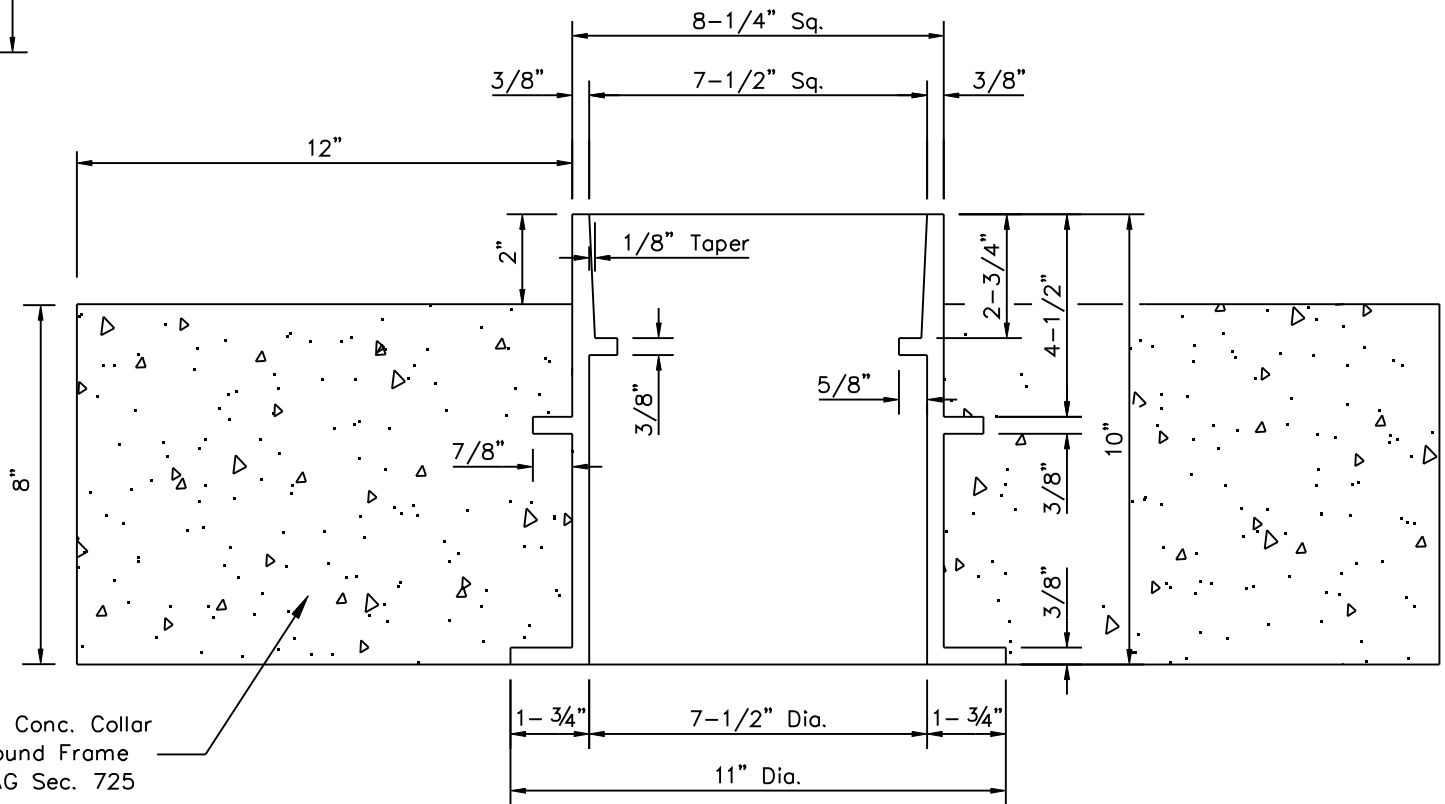 8-1/4" Sq.
3/8" 7-1/2" Sq. 3/8"
12"
2"
1/8" Taper
2-3/4"
4-1/2"
3/8"
5/8"
10"
7/8"
8"
3/8"
3/8"
1-3/4" 7-1/2" Dia. 1-3/4"
11" Dia.
Conc. Collar
Frame
Sec. 725